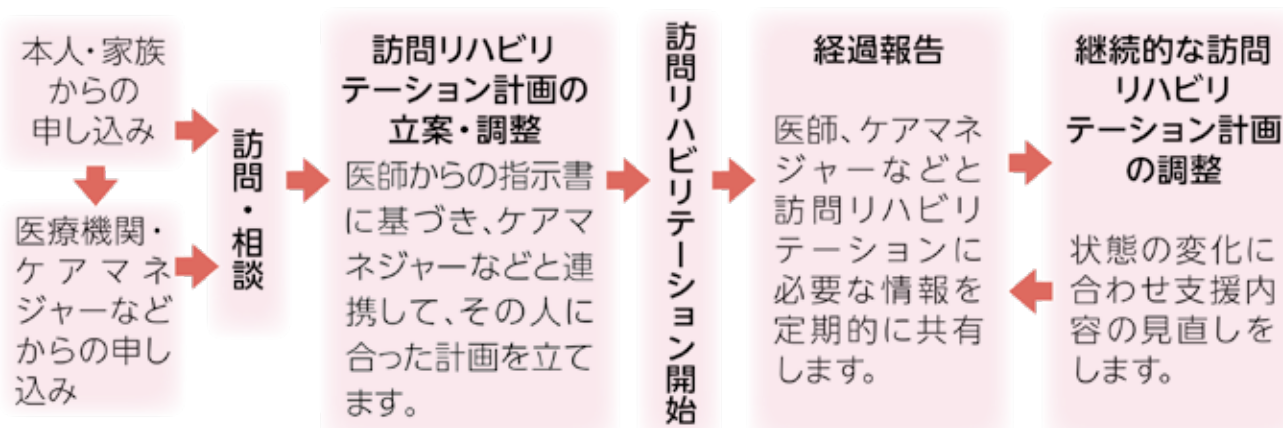 本人・家族
からの
申し込み
医療機関・
ケアマネ
ジャーなど
からの申し
込み
訪問・相談
訪問リハビリ
テーション計画の
立案・調整
医師からの指示書
に基づき、ケアマ
ネジャーなどと連
携して、その人に
合った計画を立て
ます。
訪問リハビリテーション開始
経過報告
医師、ケアマネ
ジャーなどと
訪問リハビリ
テーションに
必要な情報を
定期的に共有
します。
継続的な訪問
リハビリ
テーション計画
の調整
状態の変化に
合わせ支援内
容の見直しを
します。